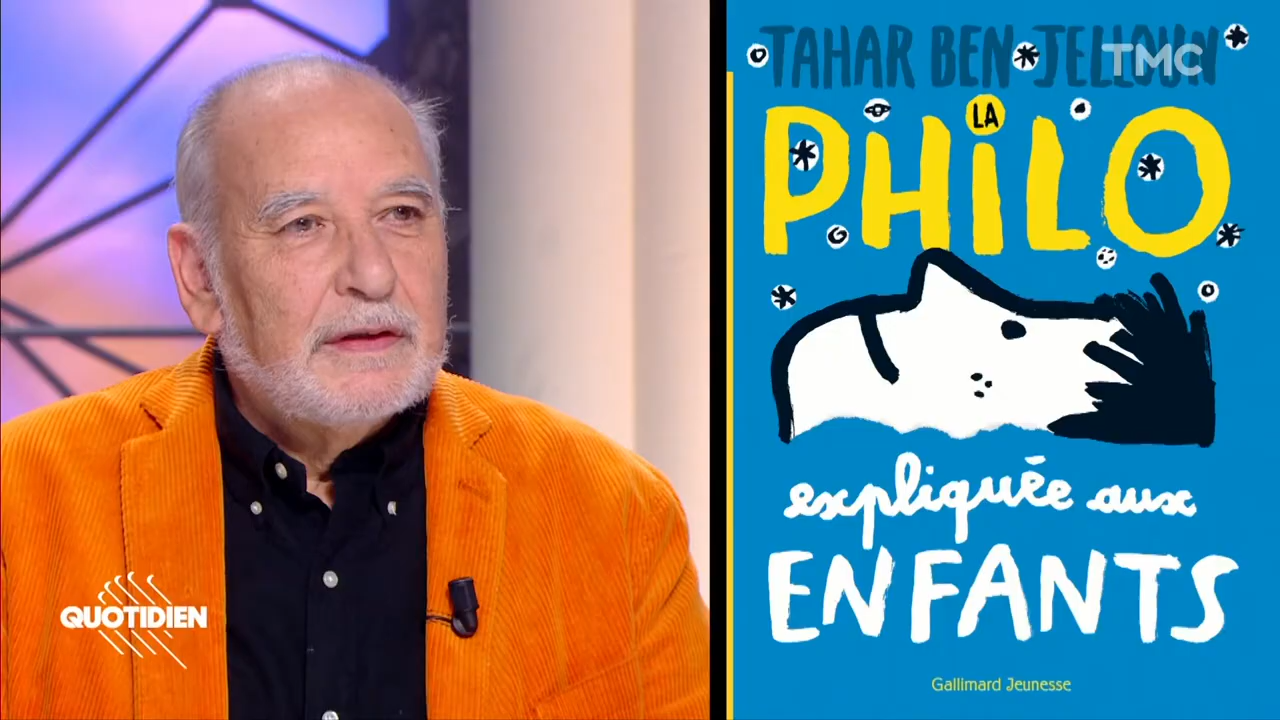 TAHAR BEN JELLOUN
TMC
LA
PHiLO
expliquée aux
ENFANTS
Gallimard Jeunesse
QUOTIDIEN